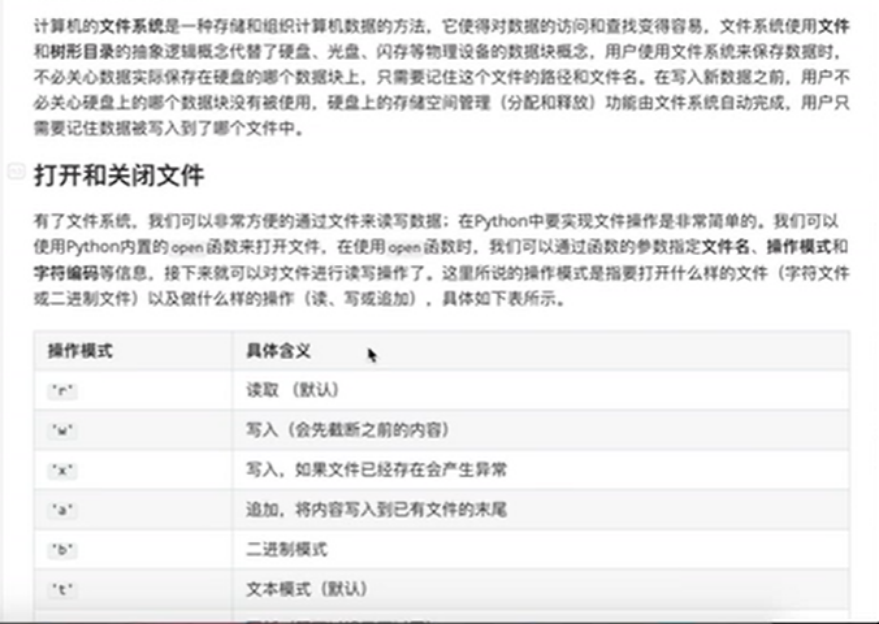 计算机的文件系统是一种存储和组织计算机数据的方法，它使得对数据的访问和查找变得容易，文件系统使用文件
和树形目录的抽象逻辑概念代替了硬盘、光盘、闪存等物理设备的数据块概念，用户使用文件系统来保存数据时，
不必关心数据实际保存在硬盘的哪个数据块上，只需要记住这个文件的路径和文件名。在写入新数据之前，用户不
必关心硬盘上的哪个数据块没有被使用，硬盘上的存储空间管理（分配和释放）功能由文件系统自动完成，用户只
需要记住数据被写入到了哪个文件中。
打开和关闭文件
有了文件系统，我们可以非常方便的通过文件来读写数据；在Python中要实现文件操作是非常简单的。我们可以
使用Python内置的open函数来打开文件，在使用open函数时，我们可以通过函数的参数指定文件名、操作模式和
字符编码等信息，接下来就可以对文件进行读写操作了。这里所说的操作模式是指要打开什么样的文件（字符文件
或二进制文件）以及做什么样的操作（读、写或追加），具体如下表所示。
操作模式 具体含义
'r' 读取 （默认）
'w' 写入（会先截断之前的内容）
'x' 写入，如果文件已经存在会产生异常
'a' 追加，将内容写入到已有文件的末尾
'b' 二进制模式
't' 文本模式（默认）